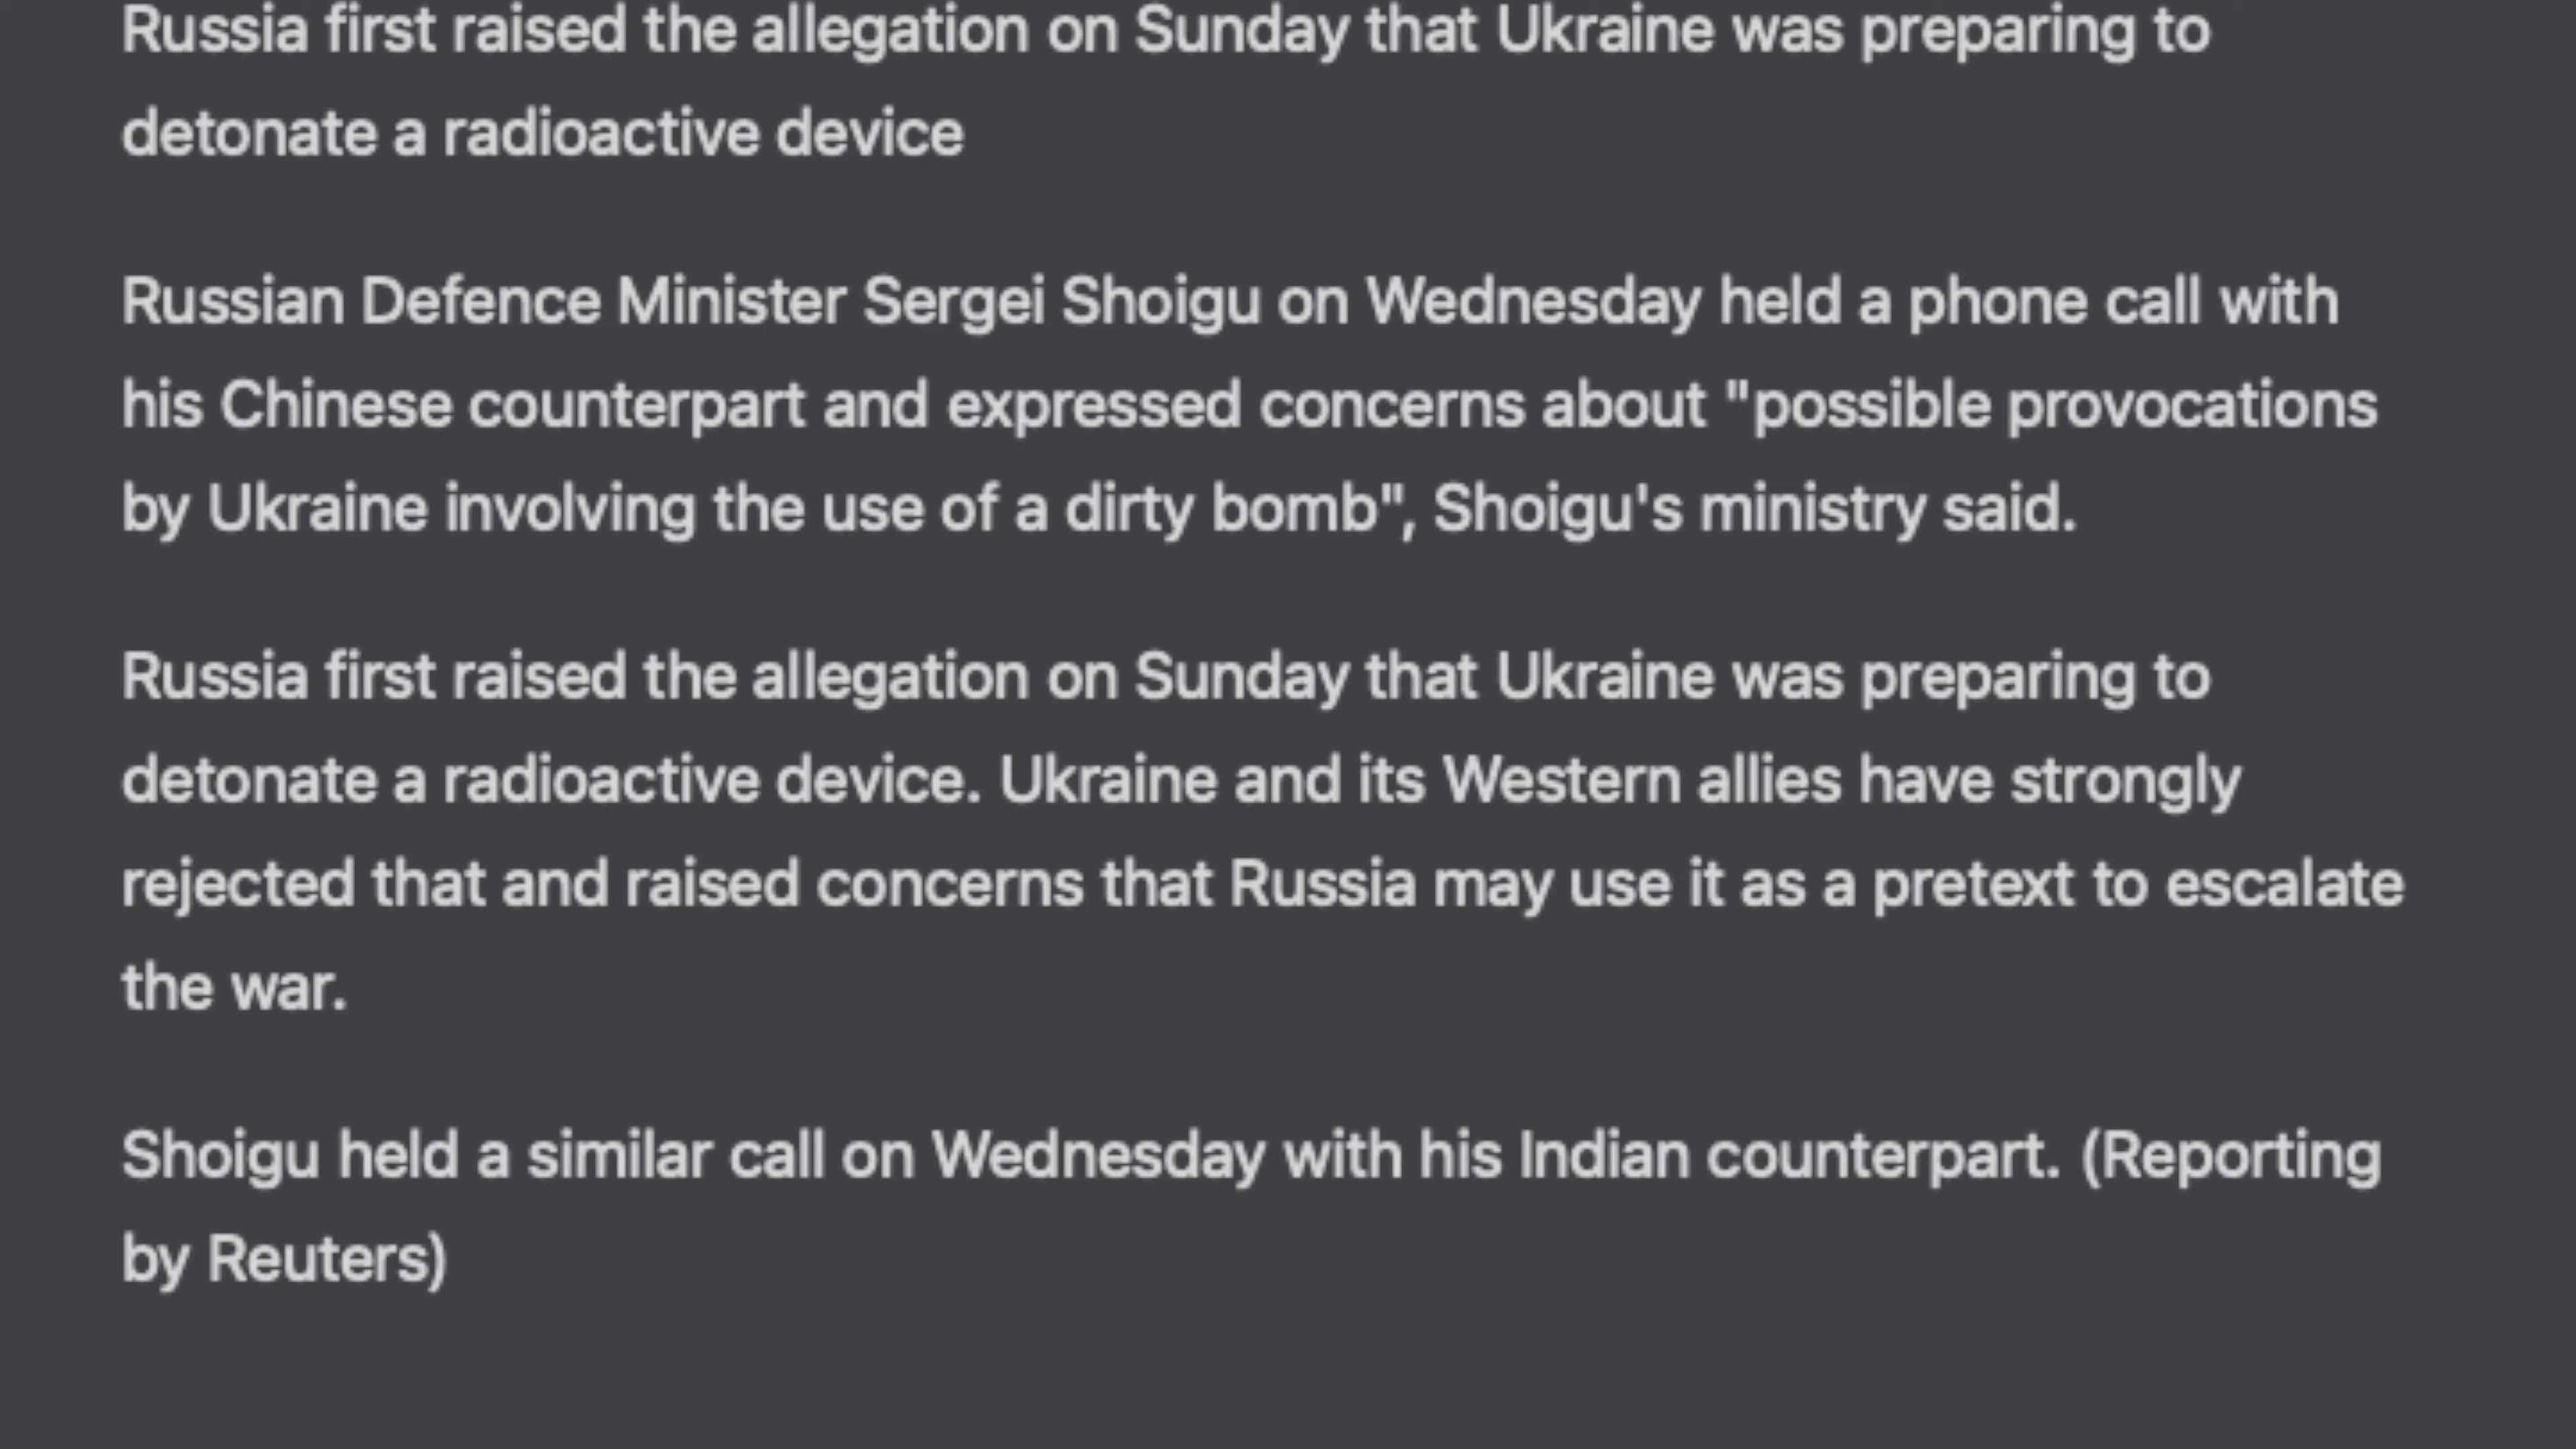 Russia first raised the allegation on Sunday that Ukraine was preparing to
detonate a radioactive device
Russian Defence Minister Sergei Shoigu on Wednesday held a phone call with
his Chinese counterpart and expressed concerns about "possible provocations
by Ukraine involving the use of a dirty bomb", Shoigu's ministry said.
Russia first raised the allegation on Sunday that Ukraine was preparing to
detonate a radioactive device. Ukraine and its Western allies have strongly
rejected that and raised concerns that Russia may use it as a pretext to escalate
the war.
Shoigu held a similar call on Wednesday with his Indian counterpart. (Reporting
by Reuters)